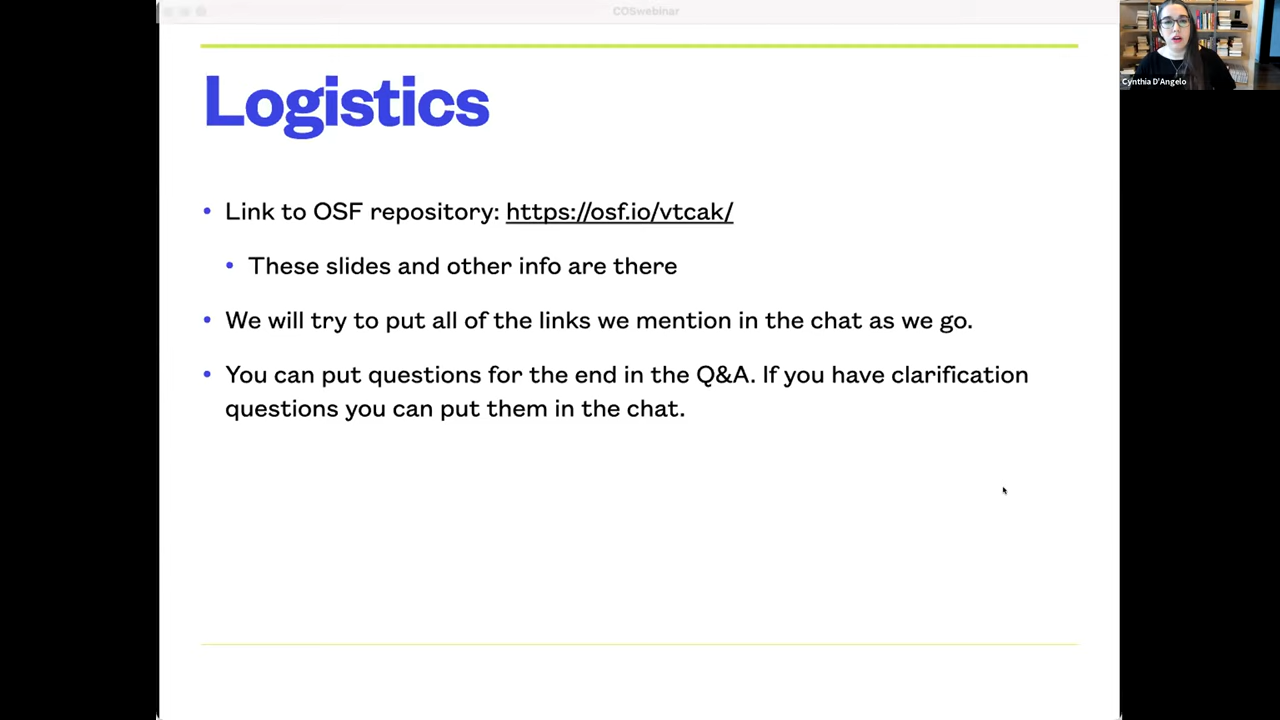 COSwebinar
Cynthia D'Angelo
Logistics
• Link to OSF repository: https://osf.io/vtcak/
• These slides and other info are there
• We will try to put all of the links we mention in the chat as we go.
• You can put questions for the end in the Q&A. If you have clarification
questions you can put them in the chat.